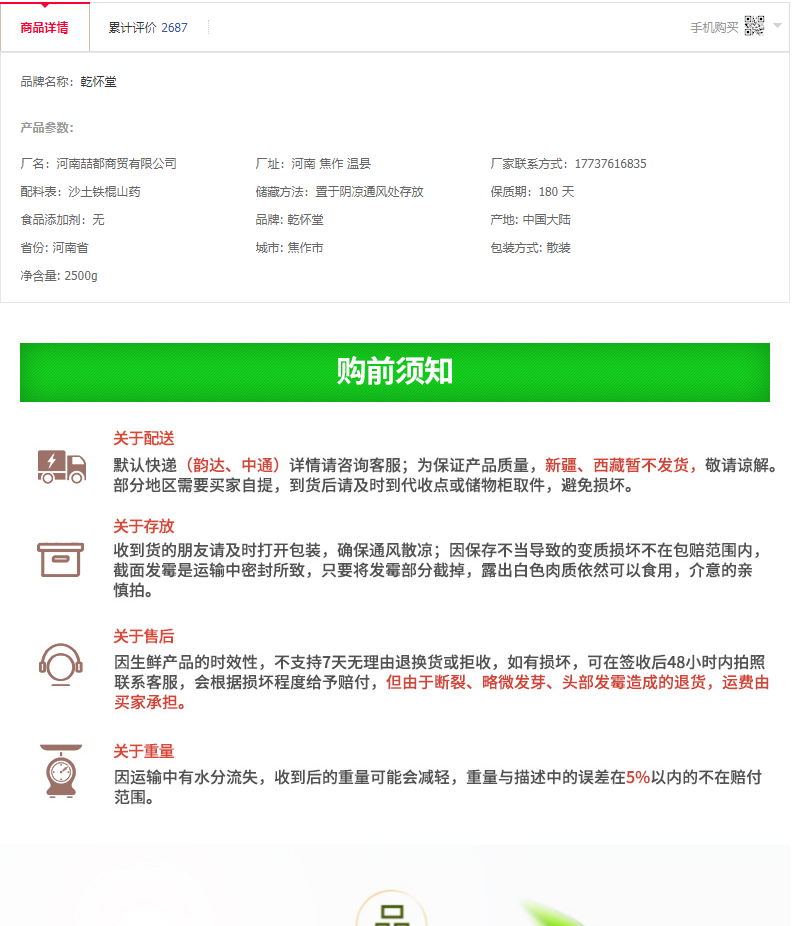 商品详情
累计评价 2687
手机购买
品牌名称：乾怀堂
产品参数：
厂名：河南喆都商贸有限公司
厂址：河南 焦作 温县
厂家联系方式：17737616835
配料表：沙土铁棍山药
储藏方法：置于阴凉通风处存放
保质期：180 天
食品添加剂：无
品牌: 乾怀堂
产地: 中国大陆
省份: 河南省
城市: 焦作市
包装方式: 散装
净含量: 2500g
购前须知
关于配送
默认快递（韵达、中通）详情请咨询客服；为保证产品质量，新疆、西藏暂不发货，敬请谅解。
部分地区需要买家自提，到货后请及时到代收点或储物柜取件，避免损坏。
关于存放
收到货的朋友请及时打开包装，确保通风散凉；因保存不当导致的变质损坏不在包赔范围内，
截面发霉是运输中密封所致，只要将发霉部分截掉，露出白色肉质依然可以食用，介意的亲
慎拍。
关于售后
因生鲜产品的时效性，不支持7天无理由退换货或拒收，如有损坏，可在签收后48小时内拍照
联系客服，会根据损坏程度给予赔付，但由于断裂、略微发芽、头部发霉造成的退货，运费由
买家承担。
关于重量
因运输中有水分流失，收到后的重量可能会减轻，重量与描述中的误差在5%以内的不在赔付
范围。